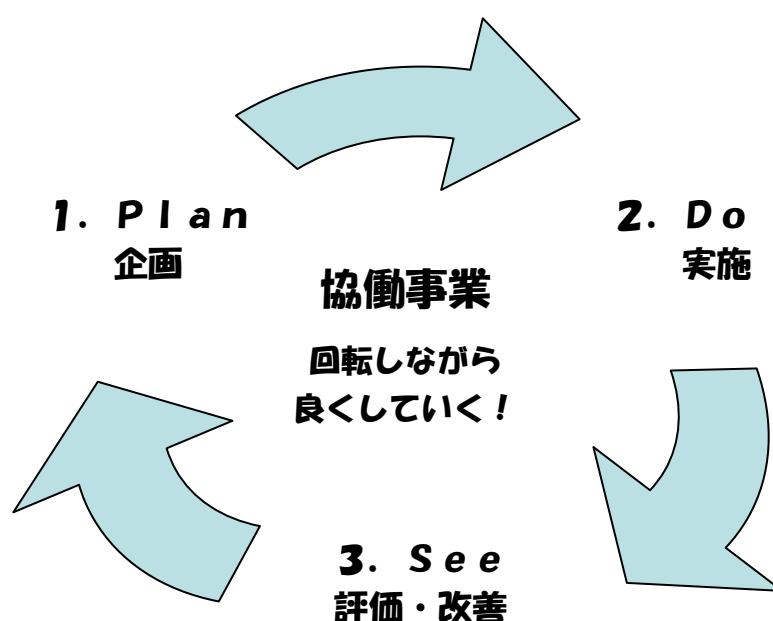 1. Plan
企画
2. Do
実施
協働事業
回転しながら
良くしていく！
3. See
評価・改善